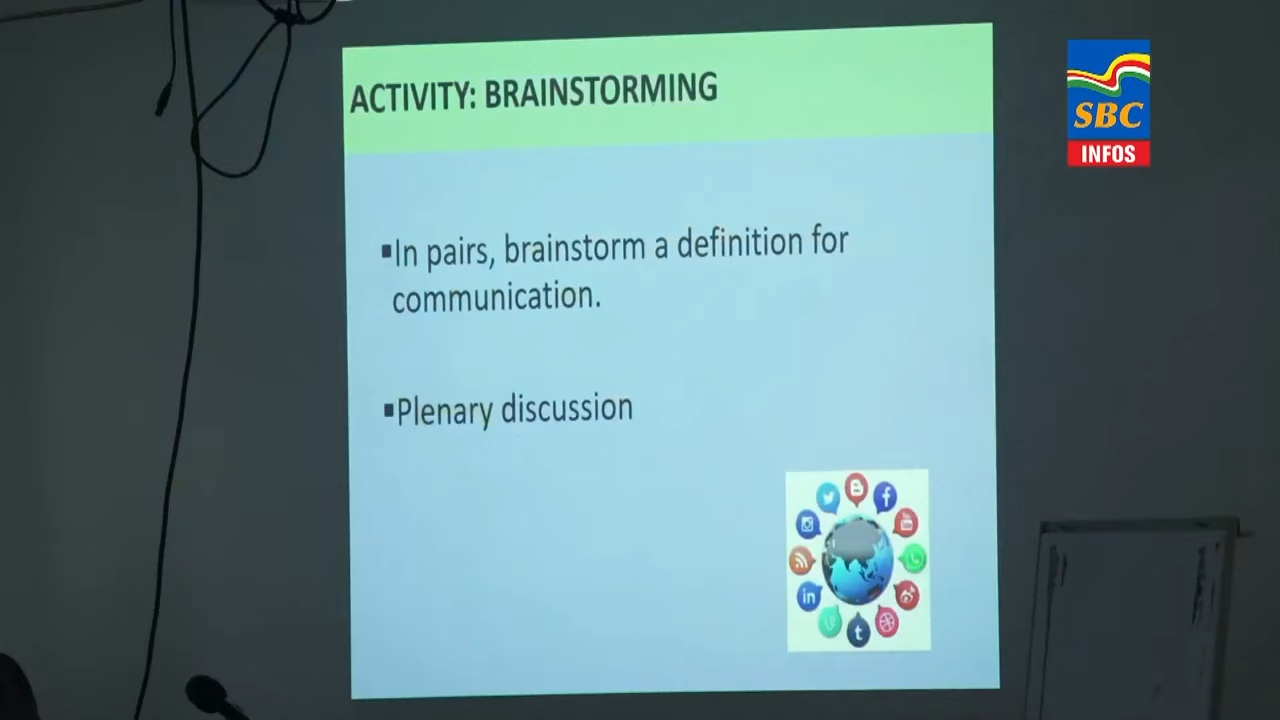 ACTIVITY: BRAINSTORMING
SBC
INFOS
▪In pairs, brainstorm a definition for
communication.
▪Plenary discussion